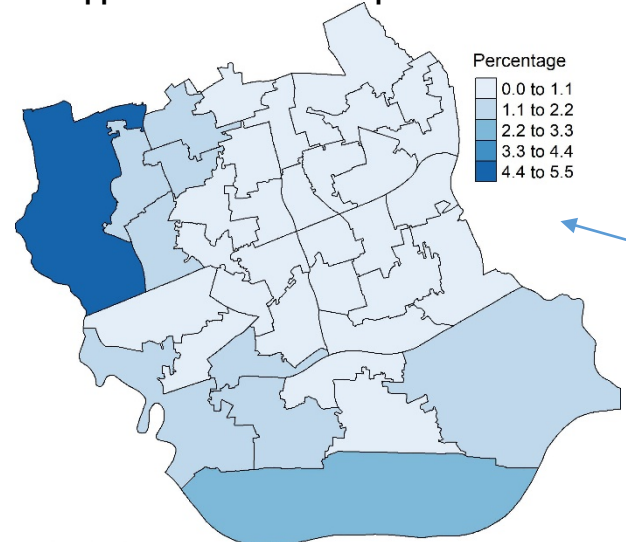 Percentage
0.0 to 1.1
1.1 to 2.2
2.2 to 3.3
3.3 to 4.4
4.4 to 5.5